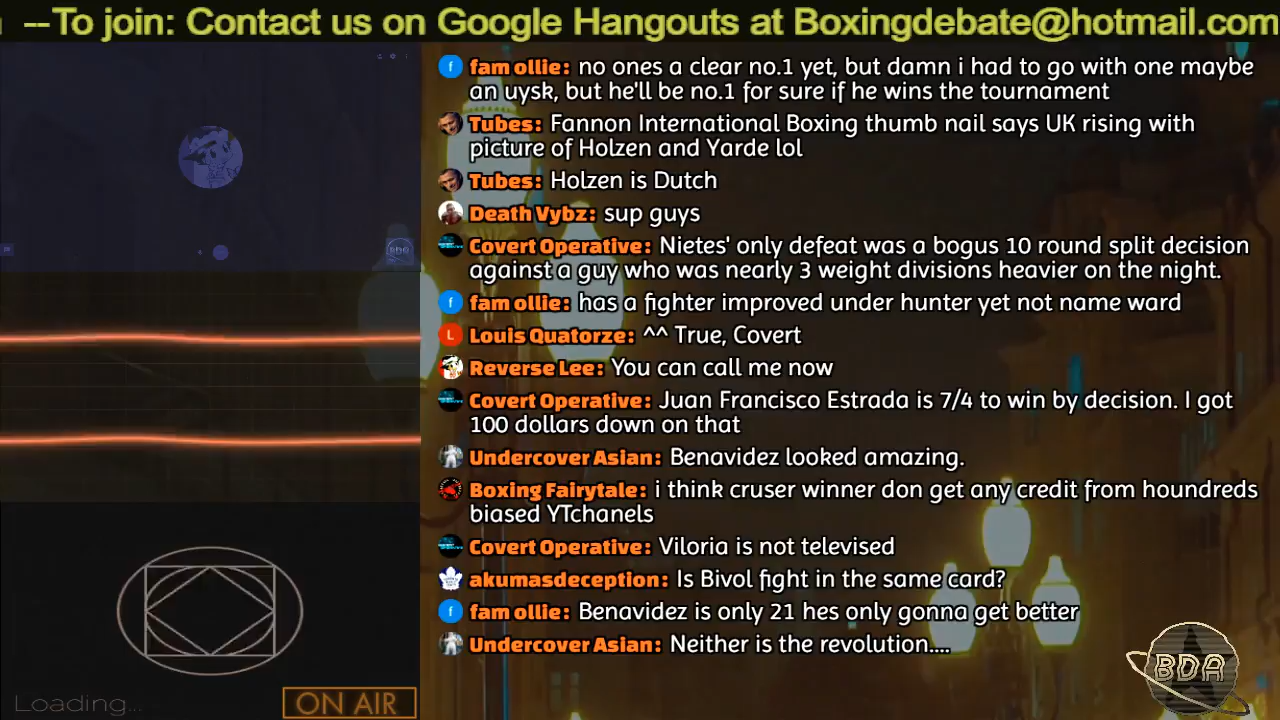 --To join: Contact us on Google Hangouts at Boxingdebate@hotmail.com
fam ollie: no ones a clear no.1 yet, but damn i had to go with one maybe
an uysk, but he'll be no.1 for sure if he wins the tournament
Tubes: Fannon International Boxing thumb nail says UK rising with
picture of Holzen and Yarde lol
Tubes: Holzen is Dutch
Death Vybz: sup guys
Covert Operative: Nietes' only defeat was a bogus 10 round split decision
against a guy who was nearly 3 weight divisions heavier on the night.
fam ollie: has a fighter improved under hunter yet not name ward
L Louis Quatorze: ^^ True, Covert
Reverse Lee: You can call me now
Covert Operative: Juan Francisco Estrada is 7/4 to win by decision. I got
100 dollars down on that
Undercover Asian: Benavidez looked amazing.
Boxing Fairytale: i think cruser winner don get any credit from houndreds
biased YTchanels
Covert Operative: Viloria is not televised
akumasdeception: Is Bivol fight in the same card?
fam ollie: Benavidez is only 21 hes only gonna get better
Undercover Asian: Neither is the revolution....
BDA
Loading...
ON AIR